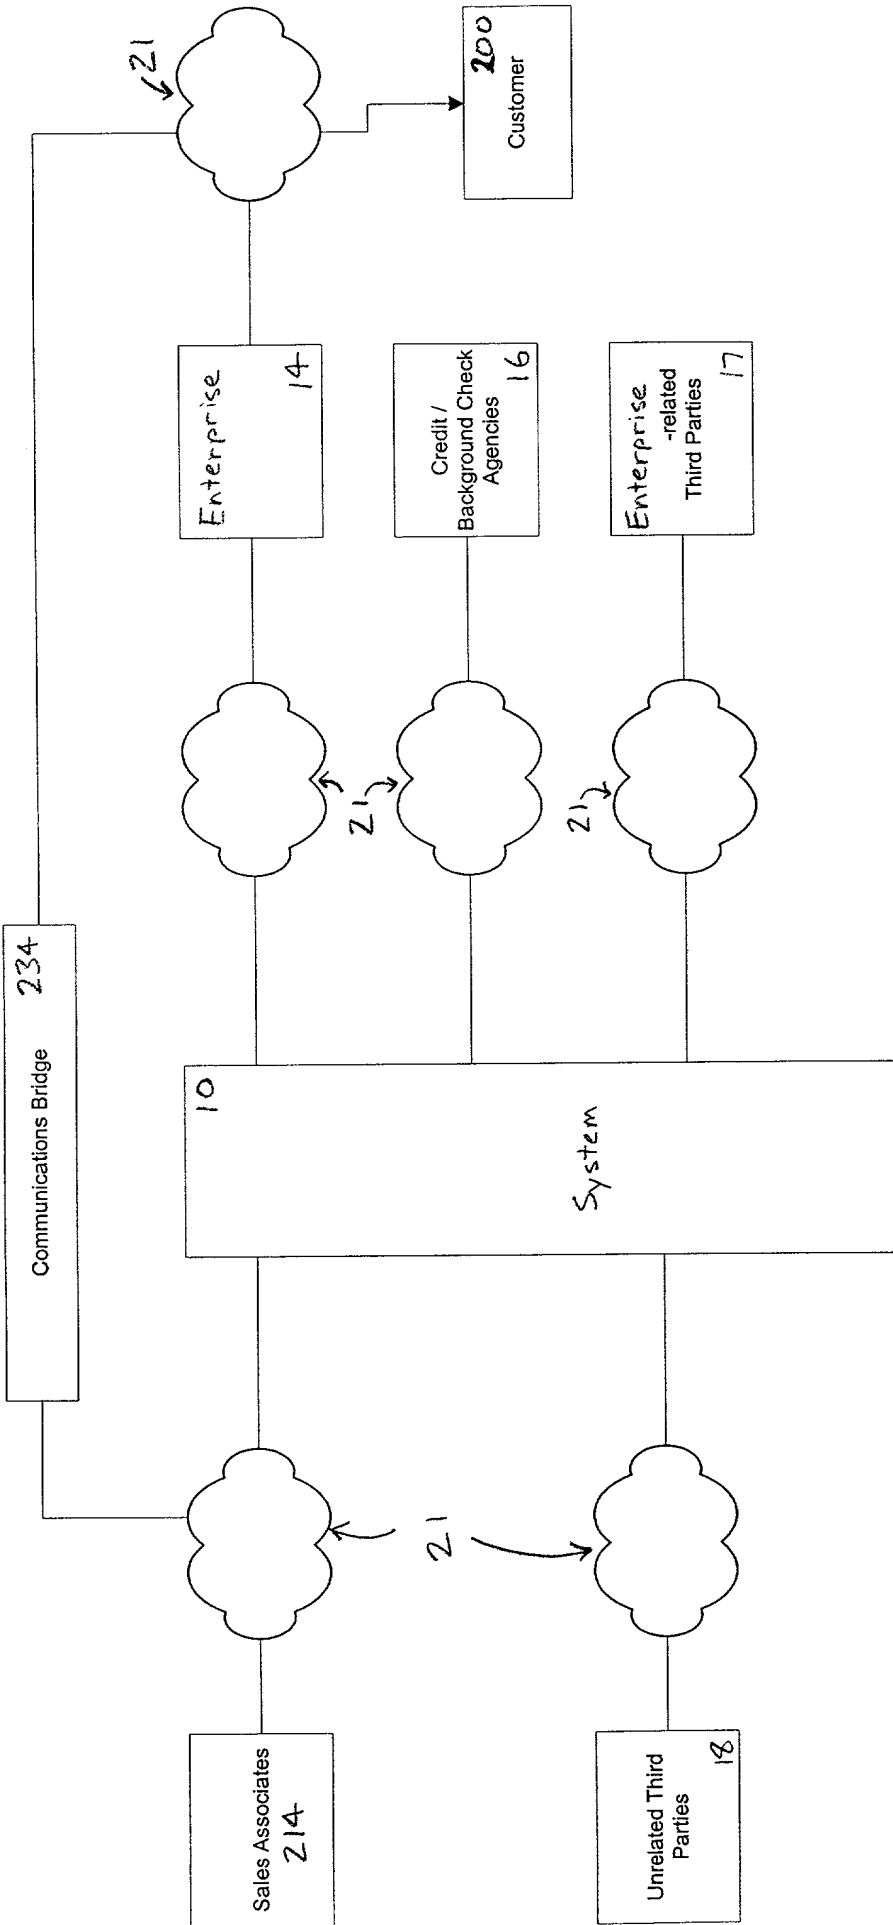 Communications Bridge
234
21
Sales Associates
214
10
System
Enterprise
14
200
Customer
21
21
Credit /
Background Check
Agencies
16
21
Unrelated Third
Parties
18
Enterprise
-related
Third Parties
17